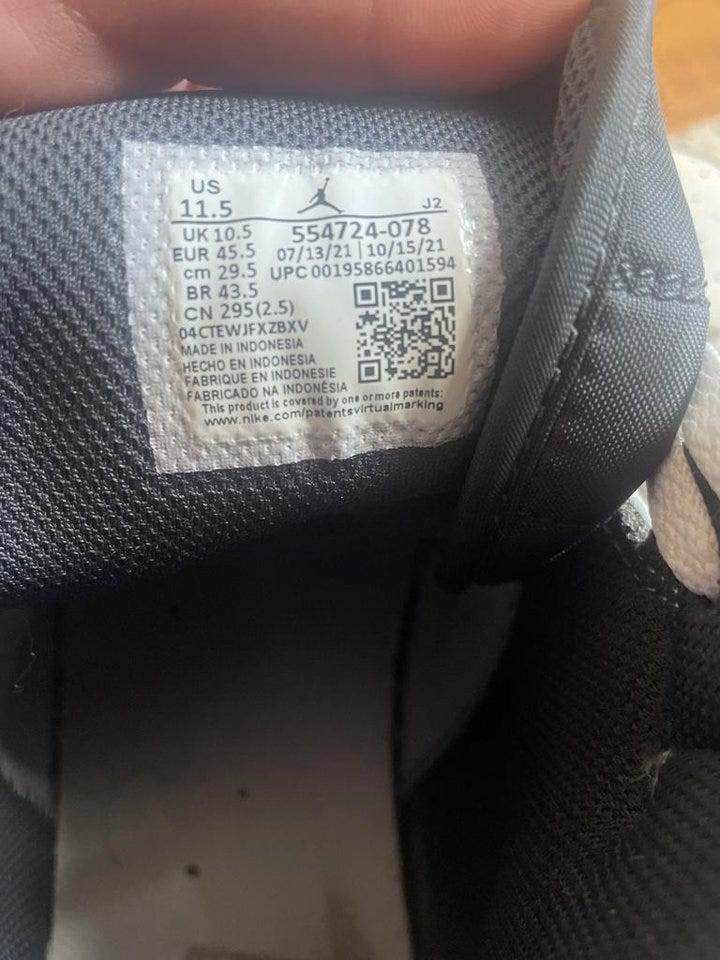 US
11.5 J2
UK 10.5 554724-078
EUR 45.5 07/13/21 | 10/15/21
cm 29.5 UPC 00195866401594
BR 43.5
CN 295(2.5)
04CTEWJFXZBXV
MADE IN INDONESIA
HECHO EN INDONESIA
FABRIQUE EN INDONESIE
FABRICADO NA INDONÉSIA
This product is covered by one or more patents:
www.nike.com/patentsvirtualmarking